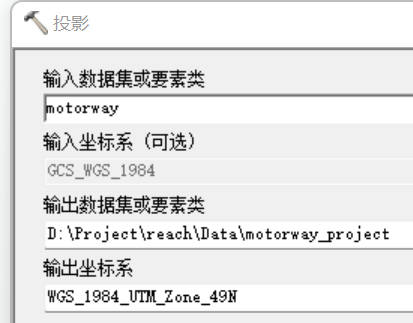 投影
输入数据集或要素类
motorway
输入坐标系 (可选)
GCS_WGS_1984
输出数据集或要素类
D:\Project\reach\Data\motorway_project
输出坐标系
WGS_1984_UTM_Zone_49N